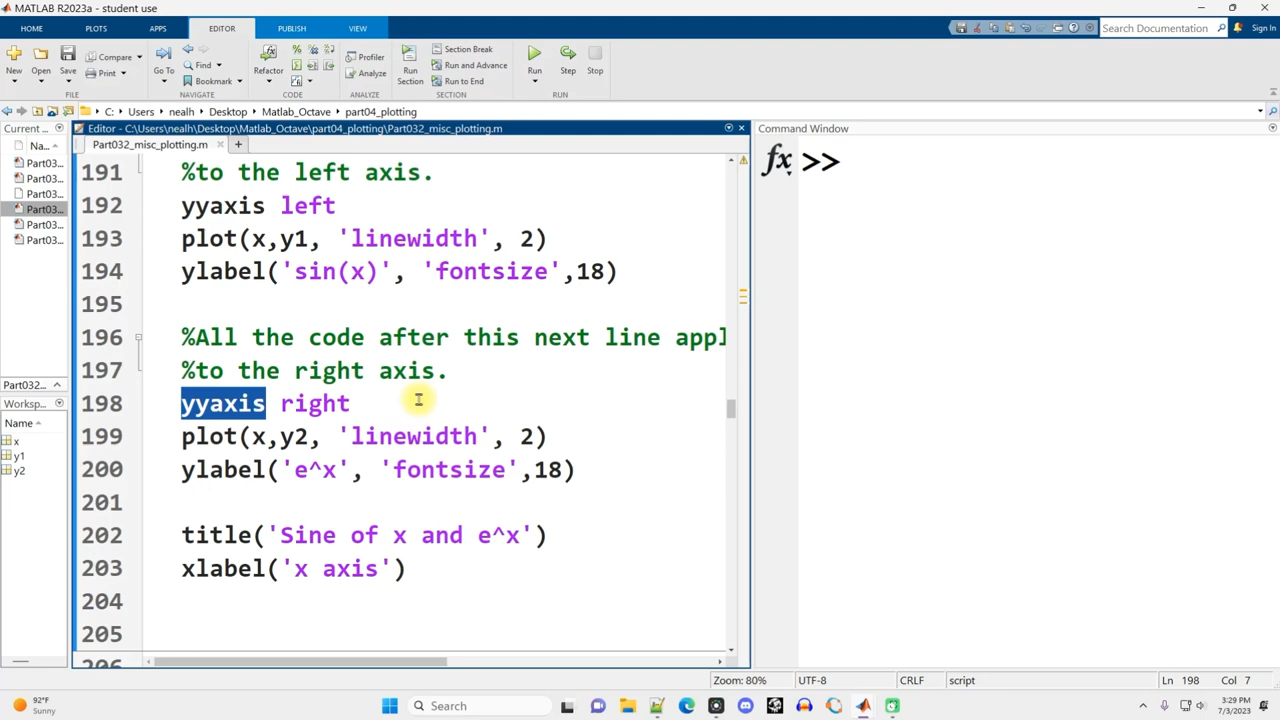 MATLAB R2023a - student use
HOME PLOTS APPS EDITOR PUBLISH VIEW
Search Documentation
Sign In
New Open Save
Compare
Print
Go To
Find
Bookmark
Refactor
Profiler
Analyze
Run Section
Section Break
Run and Advance
Run to End
Run Step Stop
FILE NAVIGATE CODE ANALYZE SECTION RUN
C: Users nealh Desktop Matlab_Octave part04_plotting
Current ...
Editor - C:\Users\nealh\Desktop\Matlab_Octave\part04_plotting\Part032_misc_plotting.m
Command Window
Na...
Part032_misc_plotting.m
+
Part03...
Part03...
Part03...
Part03...
Part03...
Part03...
Part032...
Worksp...
Name
x
y1
y2
191 %to the left axis.
192 yyaxis left
193 plot(x,y1, 'linewidth', 2)
194 ylabel('sin(x)', 'fontsize',18)
195
196 %All the code after this next line appl
197 %to the right axis.
198 yyaxis right
199 plot(x,y2, 'linewidth', 2)
200 ylabel('e^x', 'fontsize',18)
201
202 title('Sine of x and e^x')
203 xlabel('x axis')
204
205
206
fx >>
Zoom: 80% UTF-8 CRLF script Ln 198 Col 7
92°F
Sunny
Search
3:29 PM
7/3/2023